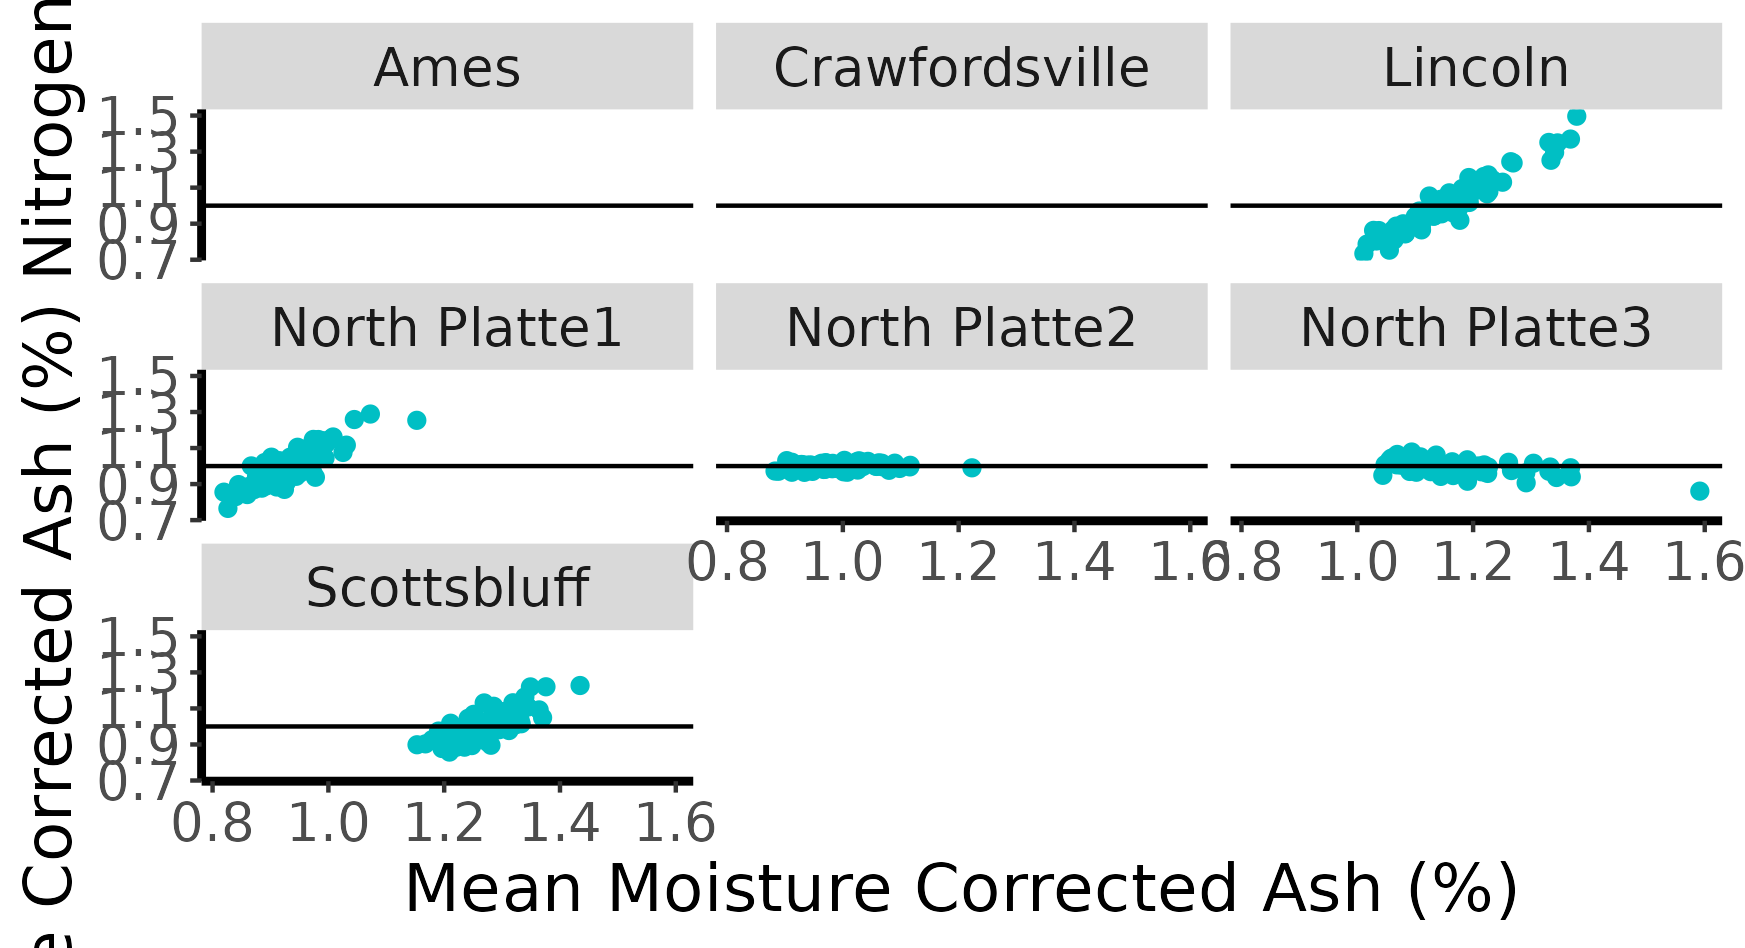 Ames Crawfordsville Lincoln
1.5
1.3
1.1
0.9
0.7
North Platte1 North Platte2 North Platte3
1.5
1.3
1.1
0.9
0.7
0.8 1.0 1.2 1.4 1.6 0.8 1.0 1.2 1.4 1.6
Scottsbluff
1.5
1.3
1.1
0.9
0.7
0.8 1.0 1.2 1.4 1.6
Mean Moisture Corrected Ash (%)
Corrected Ash (%) Nitrogen